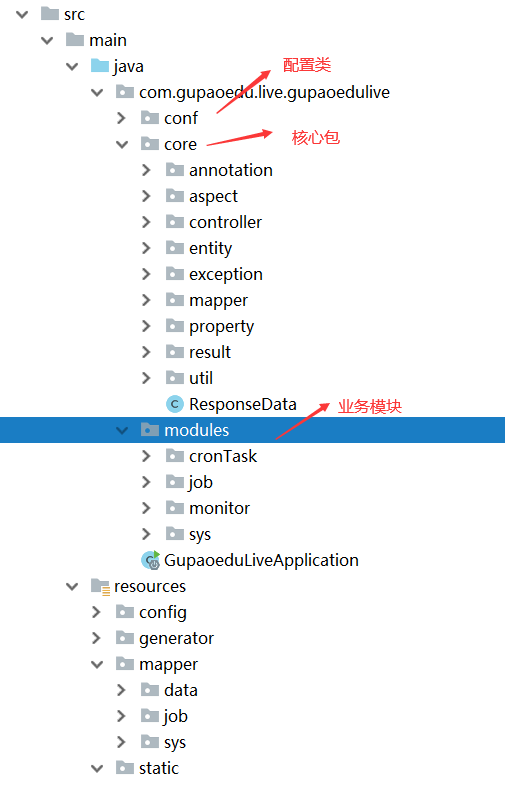 src
main
java
配置类
com.gupaoedu.live.gupaoedulive
conf
核心包
core
annotation
aspect
controller
entity
exception
mapper
property
result
util
C ResponseData
业务模块
modules
cronTask
job
monitor
sys
GupaoeduLiveApplication
resources
config
generator
mapper
data
job
sys
static